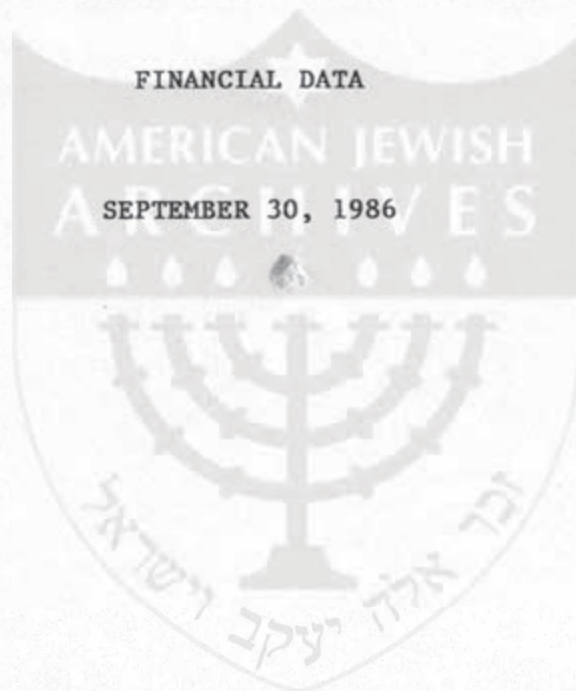 FINANCIAL DATA
AMERICAN JEWISH
ARCHIVES
SEPTEMBER 30, 1986
זכר אלה יעקב וישראל